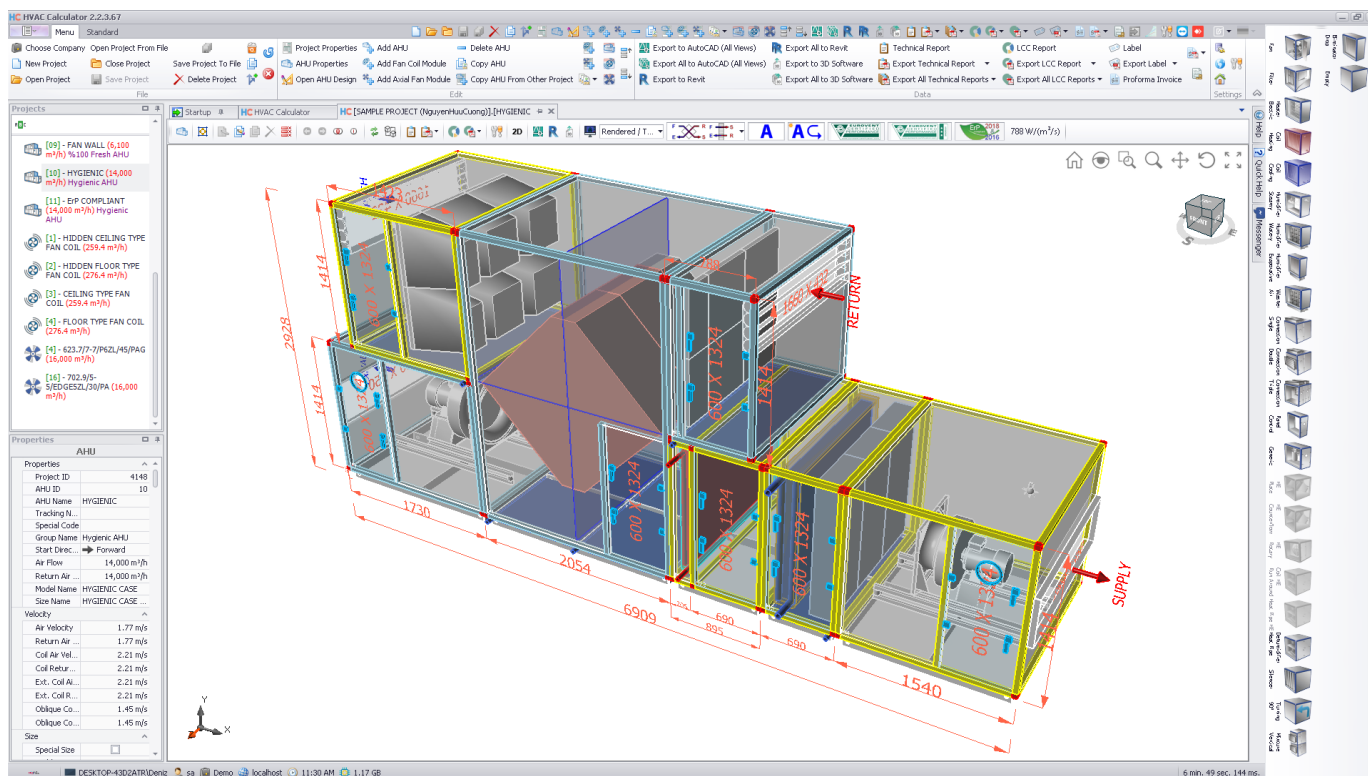 HC HVAC Calculator 2.2.3.67
Menu Standard
Choose Company Open Project From File
New Project Close Project Save Project To File
Open Project Save Project Delete Project
File
Project Properties Add AHU Delete AHU
AHU Properties Add Fan Coil Module Copy AHU
Open AHU Design Add Axial Fan Module Copy AHU From Other Project
Edit
Export to AutoCAD (All Views) Export All to Revit Technical Report LCC Report Label
Export All to AutoCAD (All Views) Export to 3D Software Export Technical Report Export LCC Report Export Label
Export to Revit Export All to 3D Software Export All Technical Reports Export All LCC Reports Proforma Invoice
Data
Settings
Projects
Startup HC HVAC Calculator HC [SAMPLE PROJECT (NguyenHuuCuong)].[HYGIENIC
2D R Rendered / T... A A ErP 2018 2016 788 W/(m³/s)
[09] - FAN WALL (6,100 m³/h) %100 Fresh AHU
[10] - HYGIENIC (14,000 m³/h) Hygienic AHU
[11] - ErP COMPLIANT (14,000 m³/h) Hygienic AHU
[1] - HIDDEN CEILING TYPE FAN COIL (259.4 m³/h)
[2] - HIDDEN FLOOR TYPE FAN COIL (276.4 m³/h)
[3] - CEILING TYPE FAN COIL (259.4 m³/h)
[4] - FLOOR TYPE FAN COIL (276.4 m³/h)
[4] - 623.7/7-7/P6ZL/45/PAG (16,000 m³/h)
[16] - 702.9/5-5/EDGE5ZL/30/PA (16,000 m³/h)
Properties
AHU
Properties
Project ID 4148
AHU ID 10
AHU Name HYGIENIC
Tracking N...
Special Code
Group Name Hygienic AHU
Start Direc... Forward
Air Flow 14,000 m³/h
Return Air ... 14,000 m³/h
Model Name HYGIENIC CASE
Size Name HYGIENIC CASE ...
Velocity
Air Velocity 1.77 m/s
Return Air ... 1.77 m/s
Coil Air Vel... 2.21 m/s
Coil Retur... 2.21 m/s
Ext. Coil Ai... 2.21 m/s
Ext. Coil R... 2.21 m/s
Oblique Co... 1.45 m/s
Oblique Co... 1.45 m/s
Size
Special Size
1414
2928
1414
600 X 1324
1730
2054
6909
600 X 1324
600 X 1324
690
895
600 X 1324
690
600 X 1324
1414
RETURN
600 X 1324
1540
SUPPLY
FRONT
S
E
Y
X
Help
Quick Help
Messenger
DESKTOP-43D2ATR\Deniz sa Demo localhost 11:30 AM 1.17 GB
6 min. 49 sec. 144 ms.